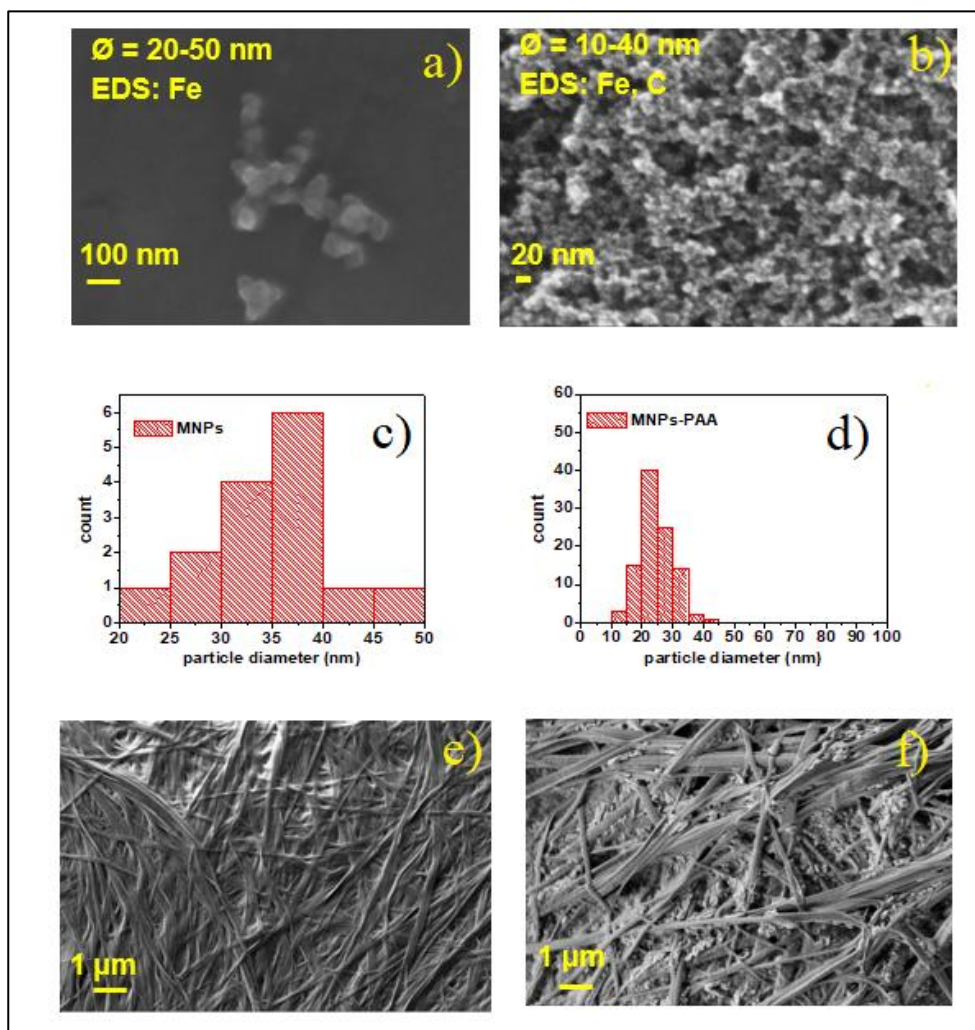 Ø = 20-50 nm
EDS: Fe
a)
100 nm
Ø = 10-40 nm
EDS: Fe, C
b)
20 nm
6
5
4
3
2
1
0
20 25 30 35 40 45 50
count
particle diameter (nm)
MNPs
c)
60
50
40
30
20
10
0
0 10 20 30 40 50 60 70 80 90 100
count
particle diameter (nm)
MNPs-PAA
d)
e)
1 µm
f)
1 µm